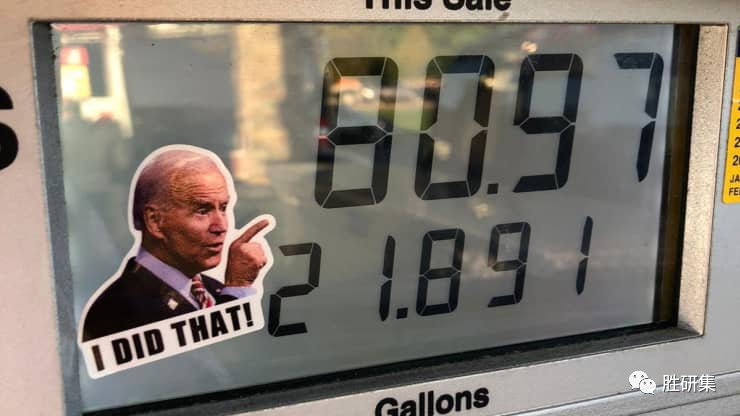 This Sale
80.97
21.891
I DID THAT!
Gallons
胜研集